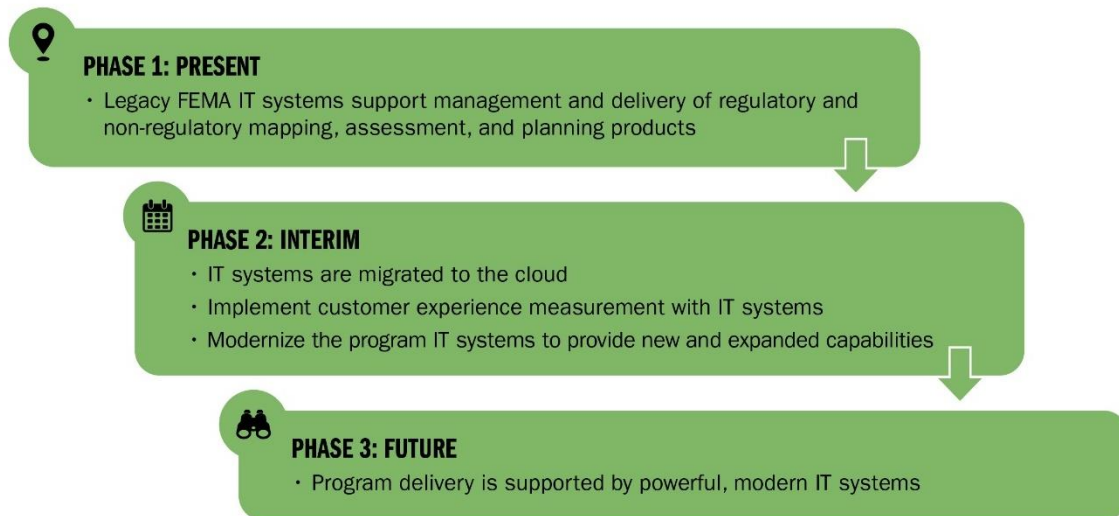 PHASE 1: PRESENT
· Legacy FEMA IT systems support management and delivery of regulatory and
non-regulatory mapping, assessment, and planning products
PHASE 2: INTERIM
· IT systems are migrated to the cloud
· Implement customer experience measurement with IT systems
· Modernize the program IT systems to provide new and expanded capabilities
PHASE 3: FUTURE
· Program delivery is supported by powerful, modern IT systems